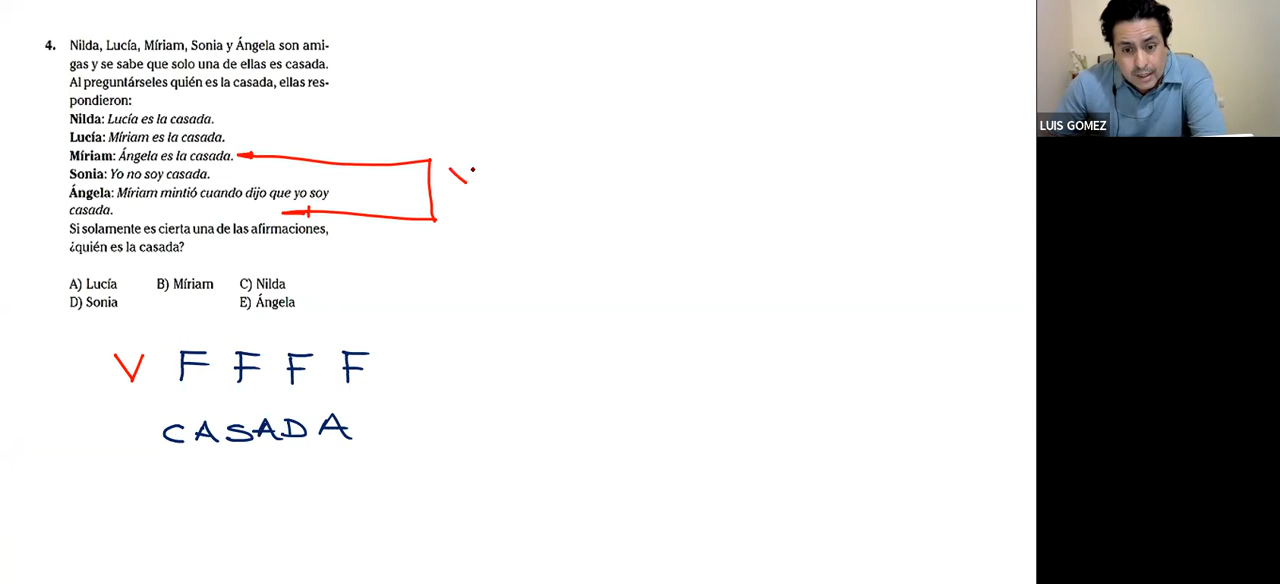 4. Nilda, Lucía, Míriam, Sonia y Ángela son ami-
gas y se sabe que solo una de ellas es casada.
Al preguntárseles quién es la casada, ellas res-
pondieron:
Nilda: Lucía es la casada.
Lucía: Míriam es la casada.
Míriam: Ángela es la casada.
Sonia: Yo no soy casada.
Ángela: Míriam mintió cuando dijo que yo soy
casada.
Si solamente es cierta una de las afirmaciones,
¿quién es la casada?
A) Lucía B) Míriam C) Nilda
D) Sonia E) Ángela
V F F F F
CASADA
LUIS GOMEZ